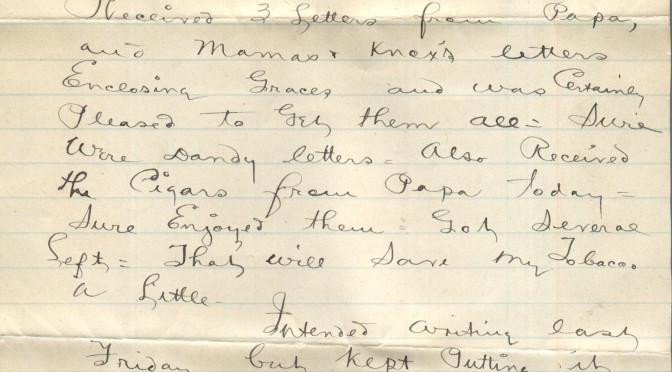 Received 3 Letters from Papa,
and Mamas & Knox's letters
Enclosing Graces and was Certainly
Pleased to Get them all = Sure
Were Dandy letters = Also Received
the Cigars from Papa today =
Sure Enjoyed them = Got Several
Left = That will Save my Tobacco
a Little -
Intended writing last
Friday but kept Putting it